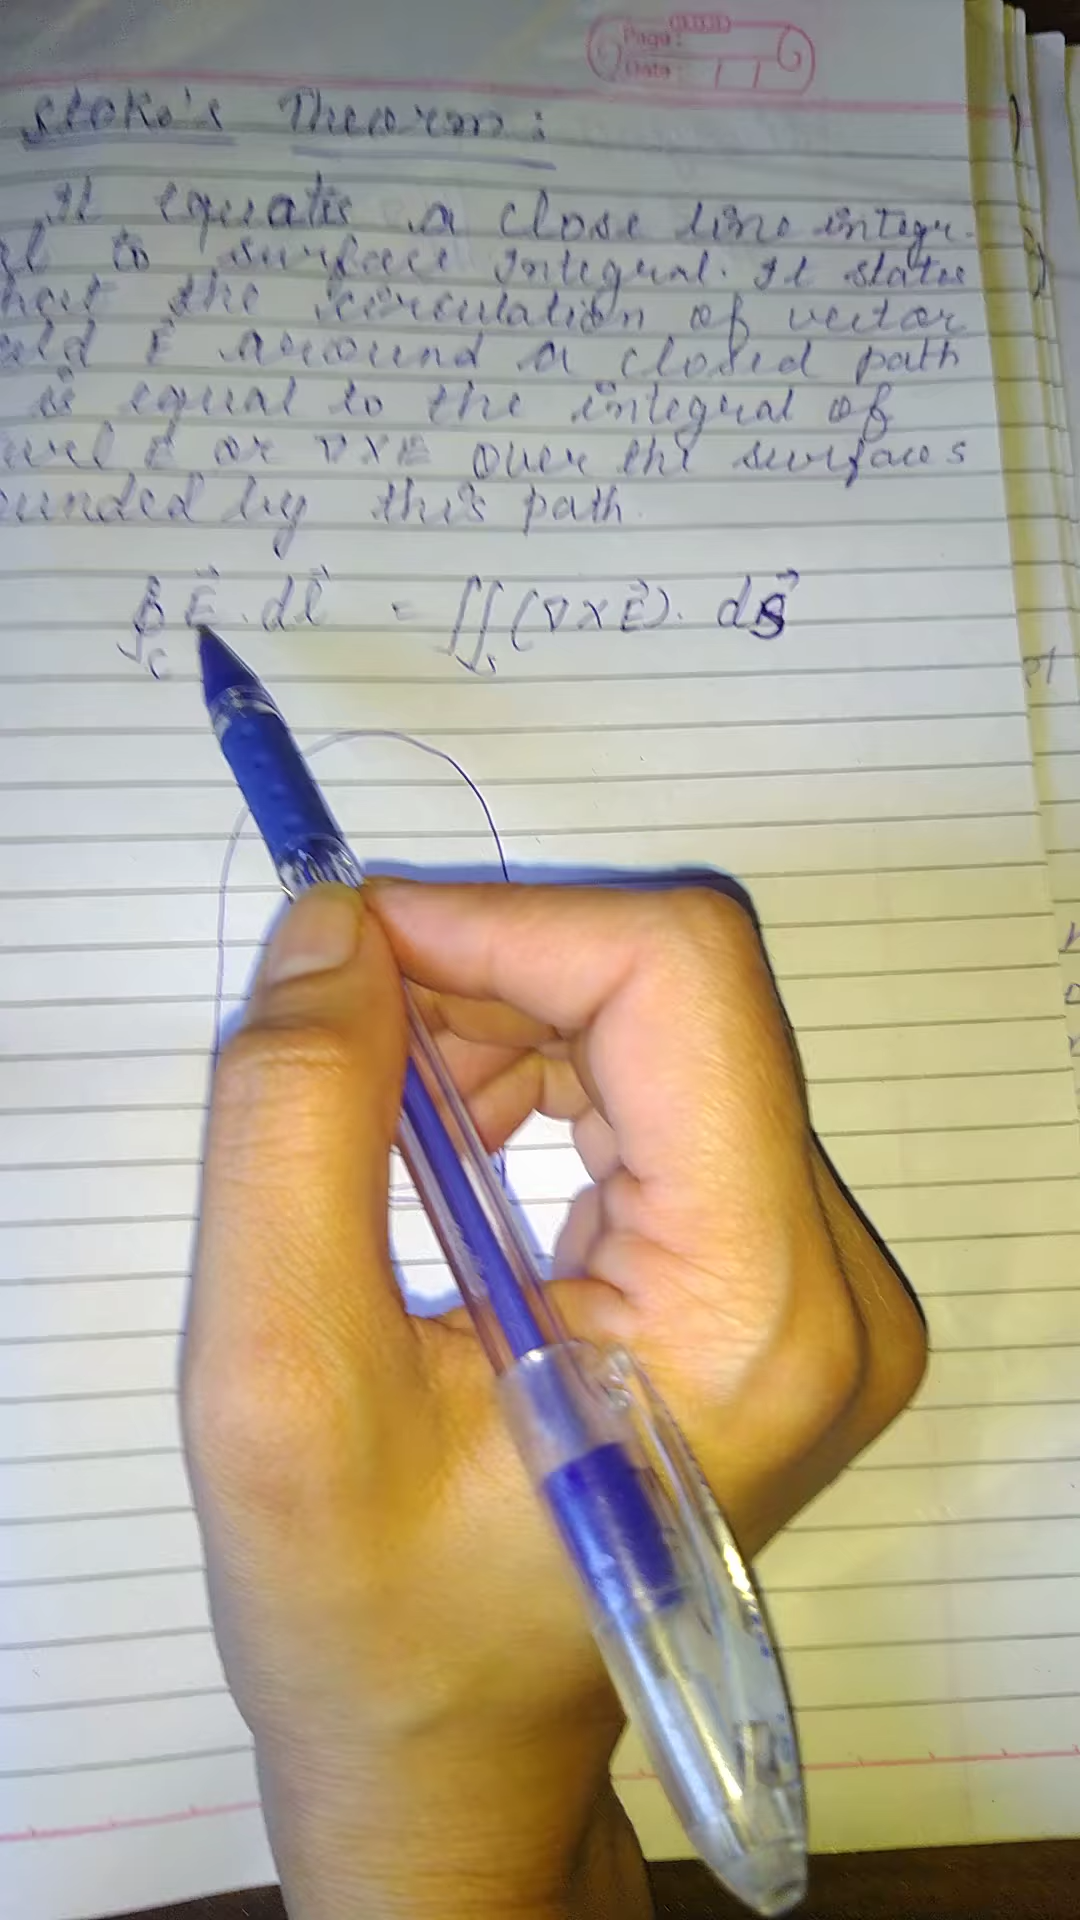 Page:
Date:
Stoke's Theorem:
It equates a close line integr-
al to surface integral. It states
that the circulation of vector
field E around a closed path
is equal to the integral of
curl E or ∇×E over the surfaces
bounded by this path.
∮c E⃗ . dl⃗ = ∬s (∇×E⃗). dS⃗